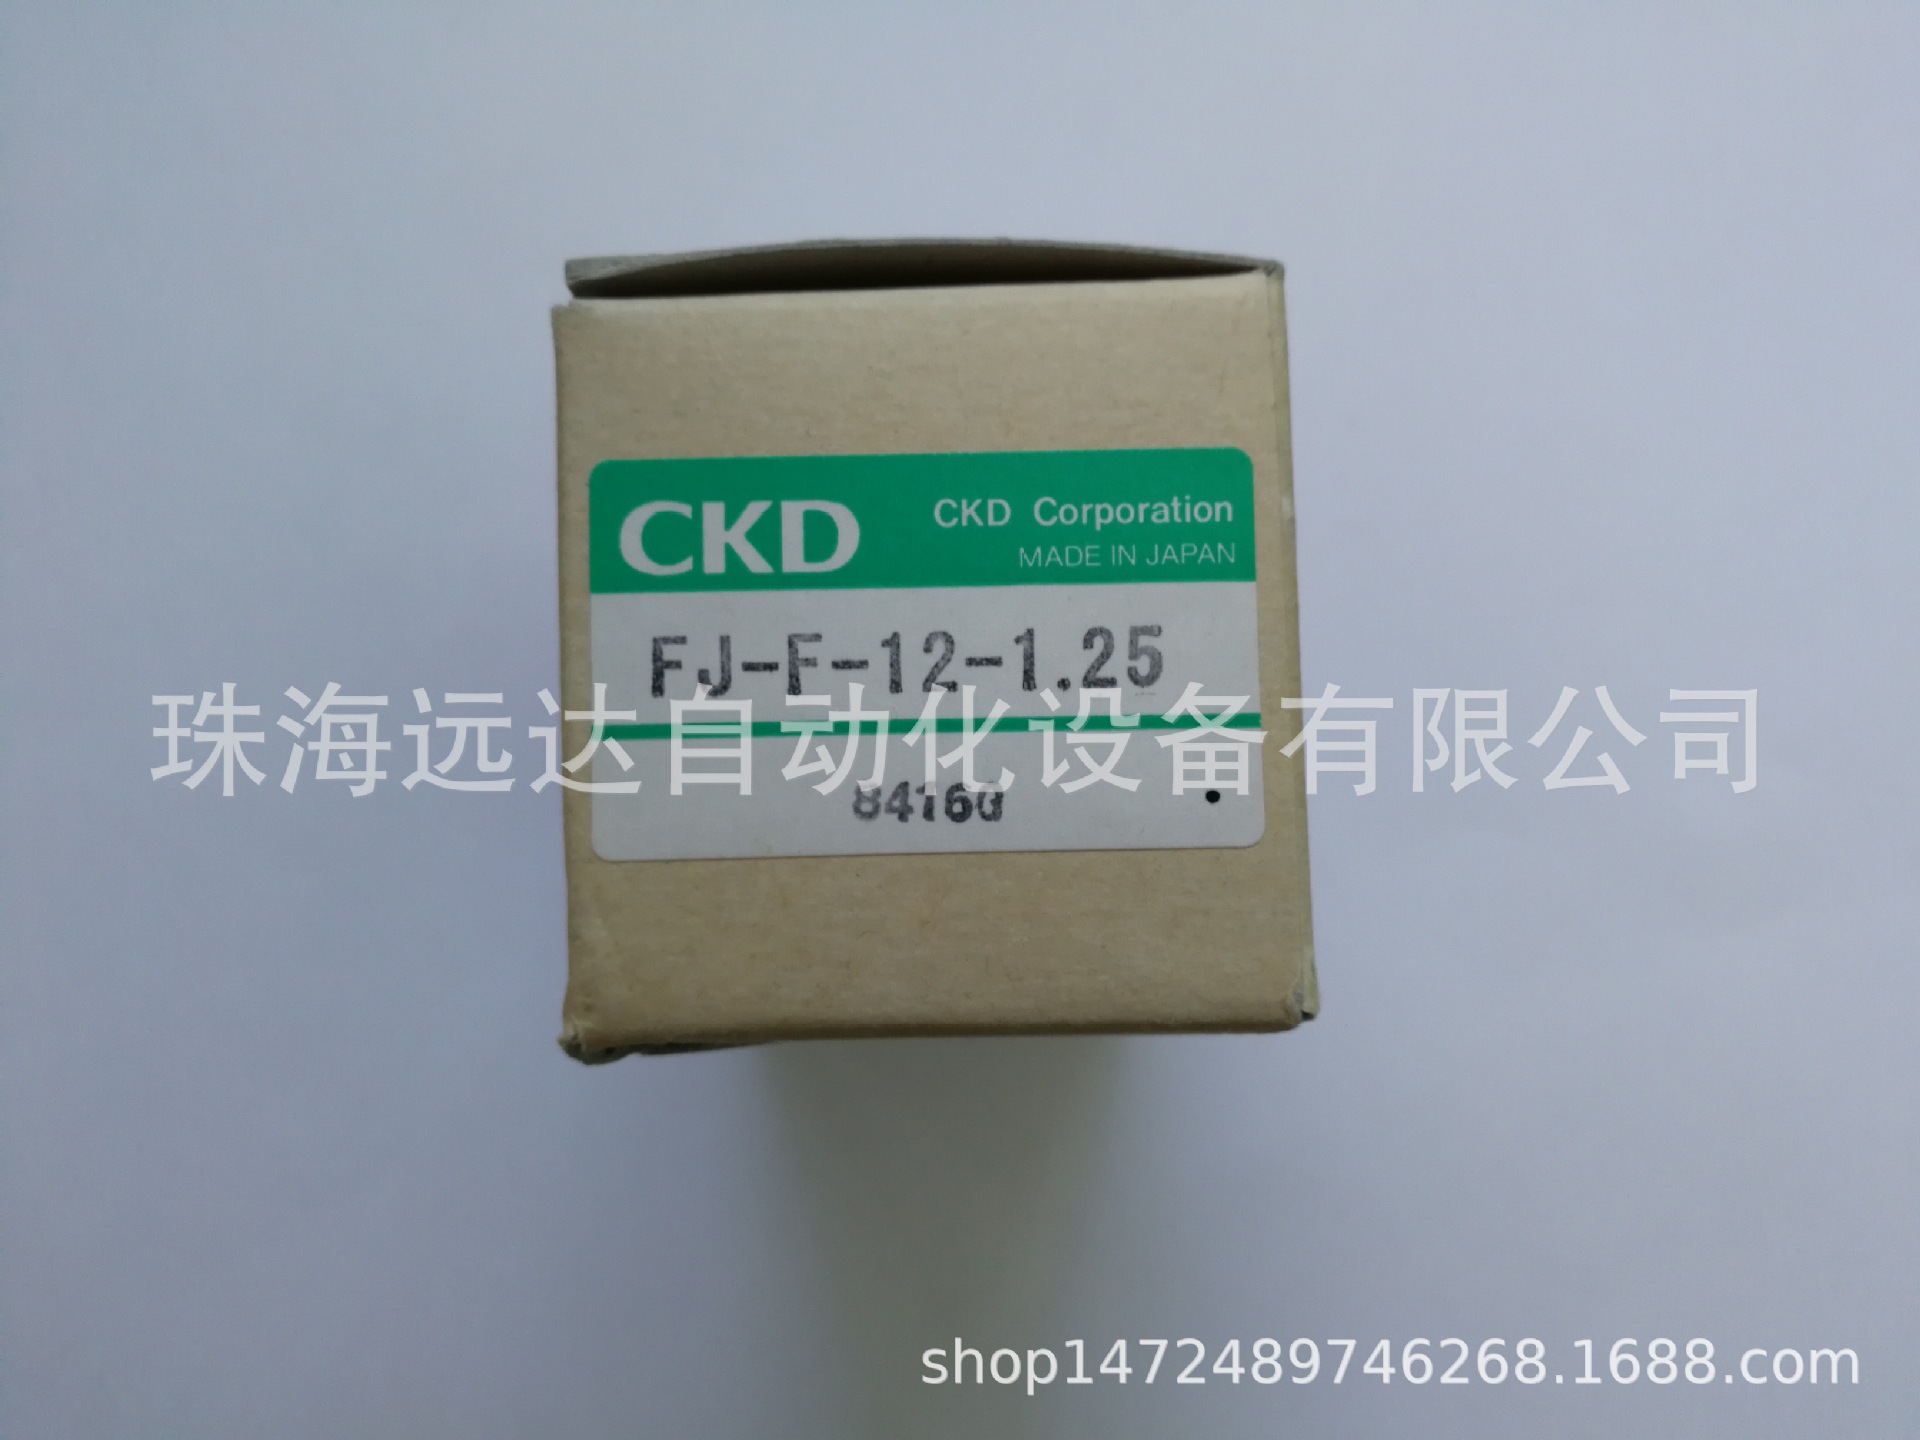 CKD
CKD Corporation
MADE IN JAPAN
FJ-F-12-1.25
珠海远达自动化设备有限公司
shop1472489746268.1688.com